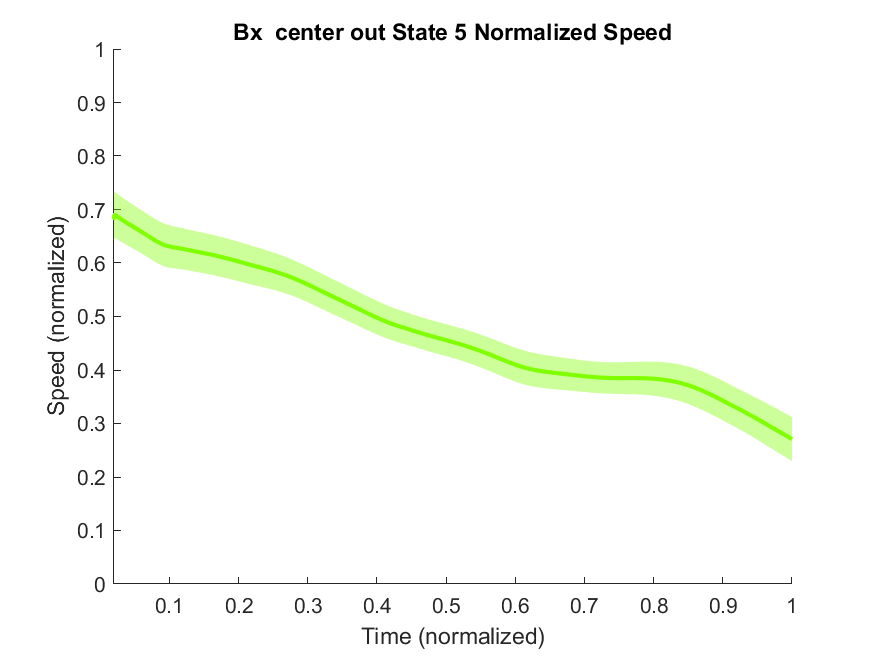 Bx  center out State 5 Normalized Speed
1
0.9
0.8
0.7
0.6
0.5
0.4
0.3
0.2
0.1
0
Speed (normalized)
0.1 0.2 0.3 0.4 0.5 0.6 0.7 0.8 0.9 1
Time (normalized)